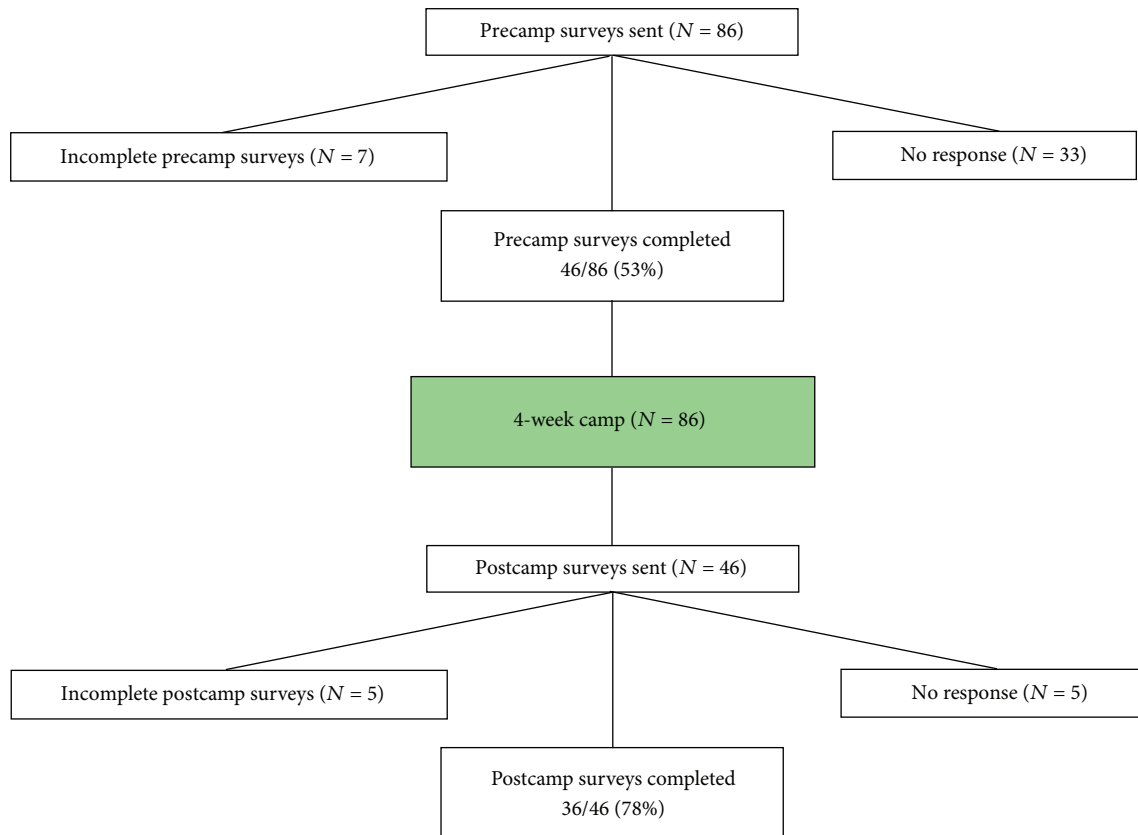 Precamp surveys sent (N = 86)
Incomplete precamp surveys (N = 7)
No response (N = 33)
Precamp surveys completed
46/86 (53%)
4-week camp (N = 86)
Postcamp surveys sent (N = 46)
Incomplete postcamp surveys (N = 5)
No response (N = 5)
Postcamp surveys completed
36/46 (78%)